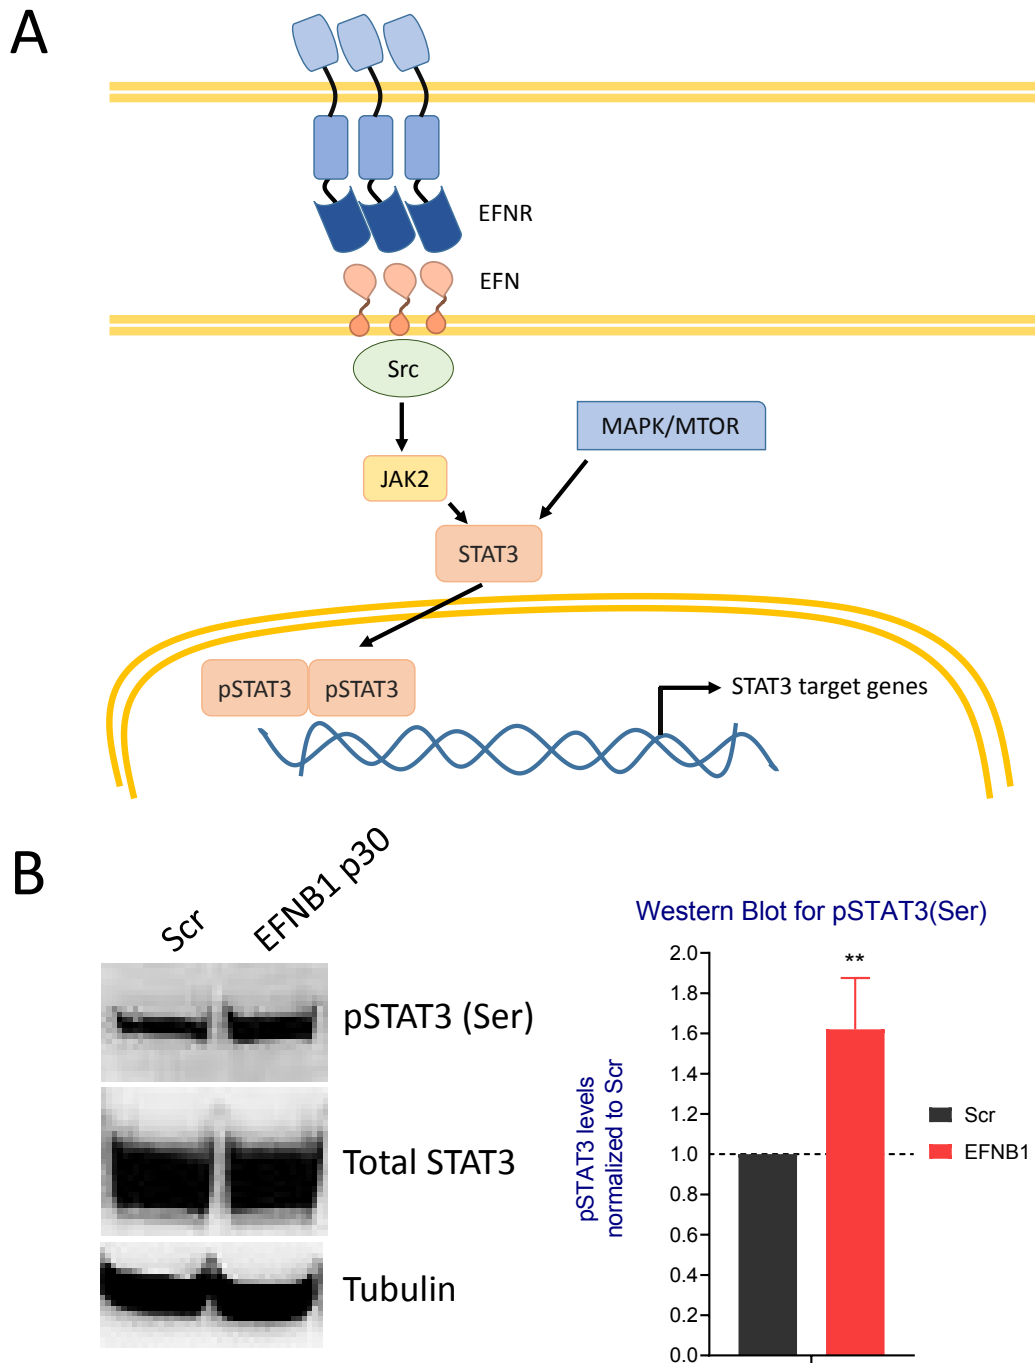 A
EFNR
EFN
Src
MAPK/MTOR
JAK2
STAT3
pSTAT3
pSTAT3
STAT3 target genes
B
Scr
EFNB1 p30
pSTAT3 (Ser)
Total STAT3
Tubulin
Western Blot for pSTAT3(Ser)
pSTAT3 levels
normalized to Scr
2.0
1.8
1.6
1.4
1.2
1.0
0.8
0.6
0.4
0.2
0.0
**
Scr
EFNB1